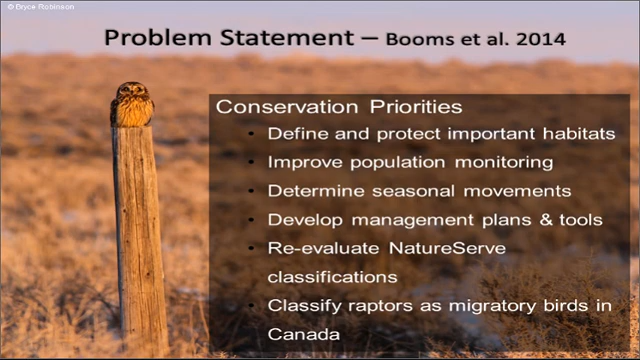 © Bryce Robinson
Problem Statement – Booms et al. 2014
Conservation Priorities
• Define and protect important habitats
• Improve population monitoring
• Determine seasonal movements
• Develop management plans & tools
• Re-evaluate NatureServe
classifications
• Classify raptors as migratory birds in
Canada